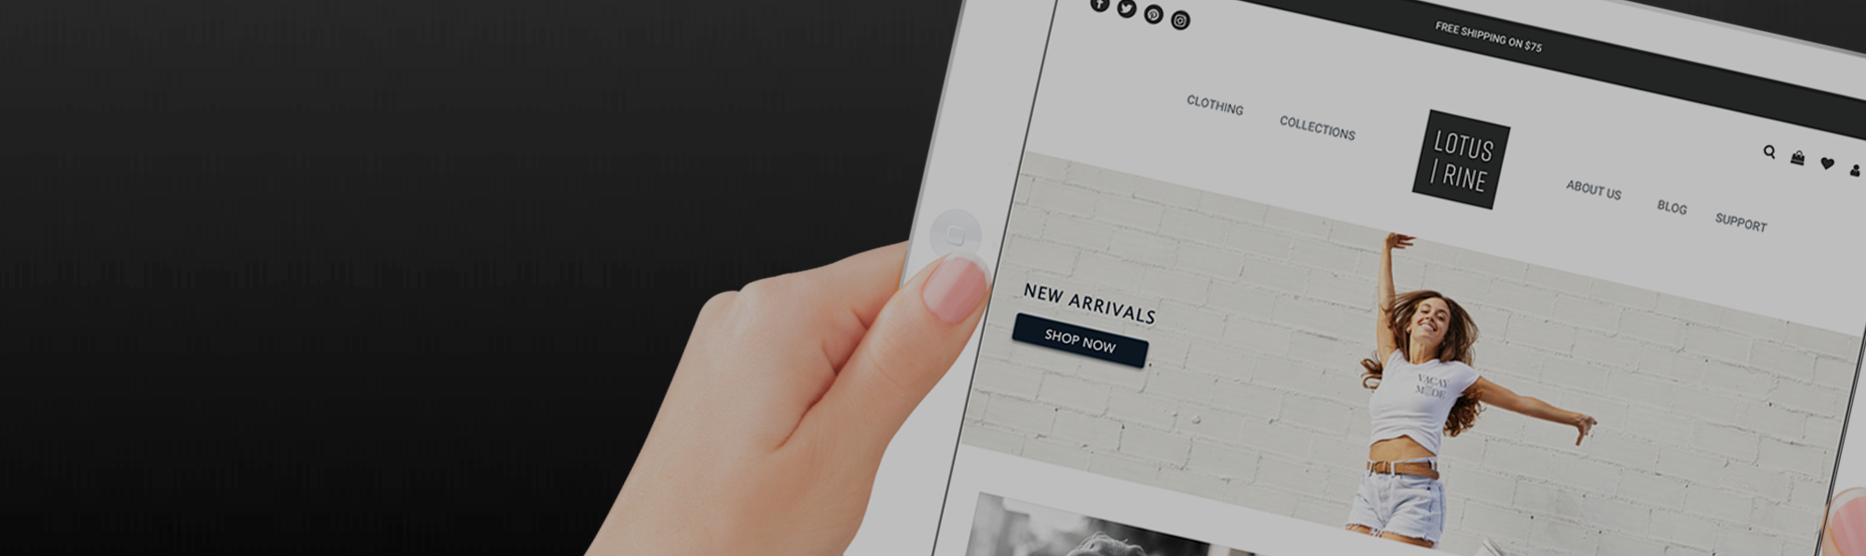 FREE SHIPPING ON $75
CLOTHING
COLLECTIONS
LOTUS
| RINE
ABOUT US
BLOG
SUPPORT
NEW ARRIVALS
SHOP NOW
VACAY
MODE